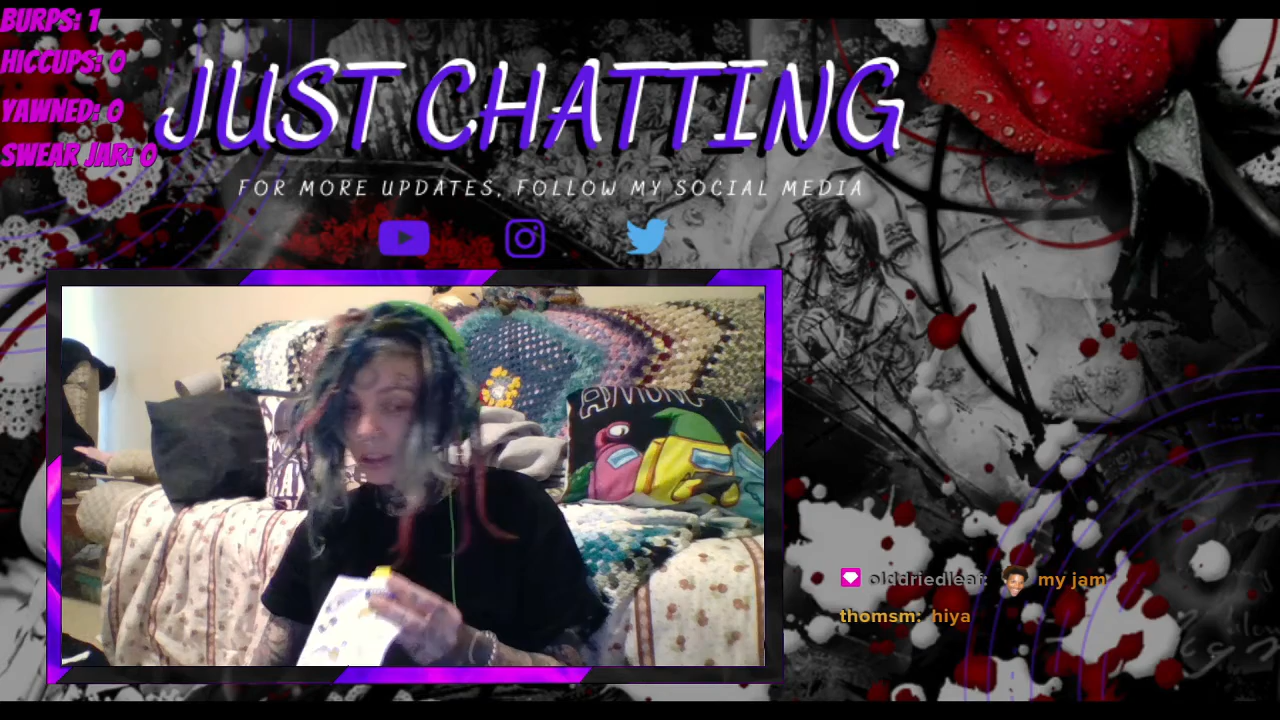 BURPS: 1
HICCUPS: 0
YAWNED: 0
SWEAR JAR: 0
JUST CHATTING
FOR MORE UPDATES, FOLLOW MY SOCIAL MEDIA
AMONG U
olddriedleaf: my jam
thomsm: hiya